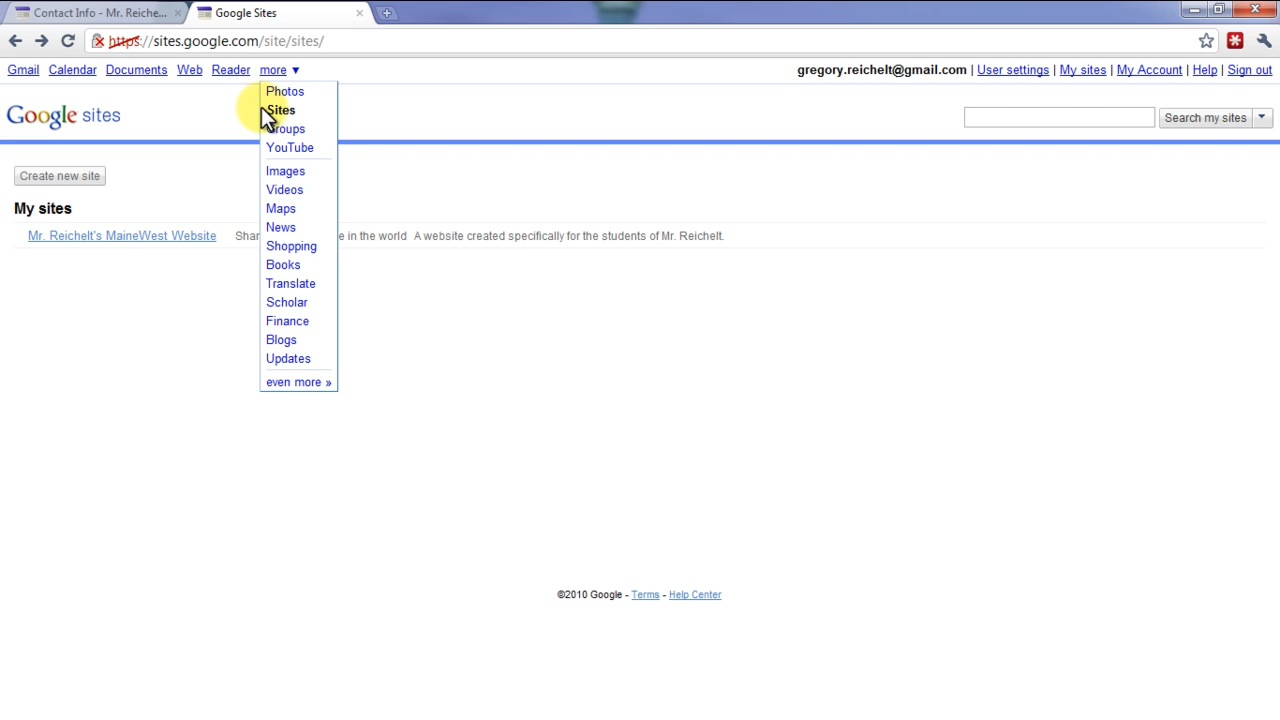 Contact Info - Mr. Reiche...
Google Sites
https://sites.google.com/site/sites/
Gmail Calendar Documents Web Reader more ▼
gregory.reichelt@gmail.com | User settings | My sites | My Account | Help | Sign out
Google sites
Search my sites
Photos
Sites
Groups
YouTube
Images
Videos
Maps
News
Shopping
Books
Translate
Scholar
Finance
Blogs
Updates
even more »
Create new site
My sites
Mr. Reichelt's MaineWest Website in the world A website created specifically for the students of Mr. Reichelt.
©2010 Google - Terms - Help Center